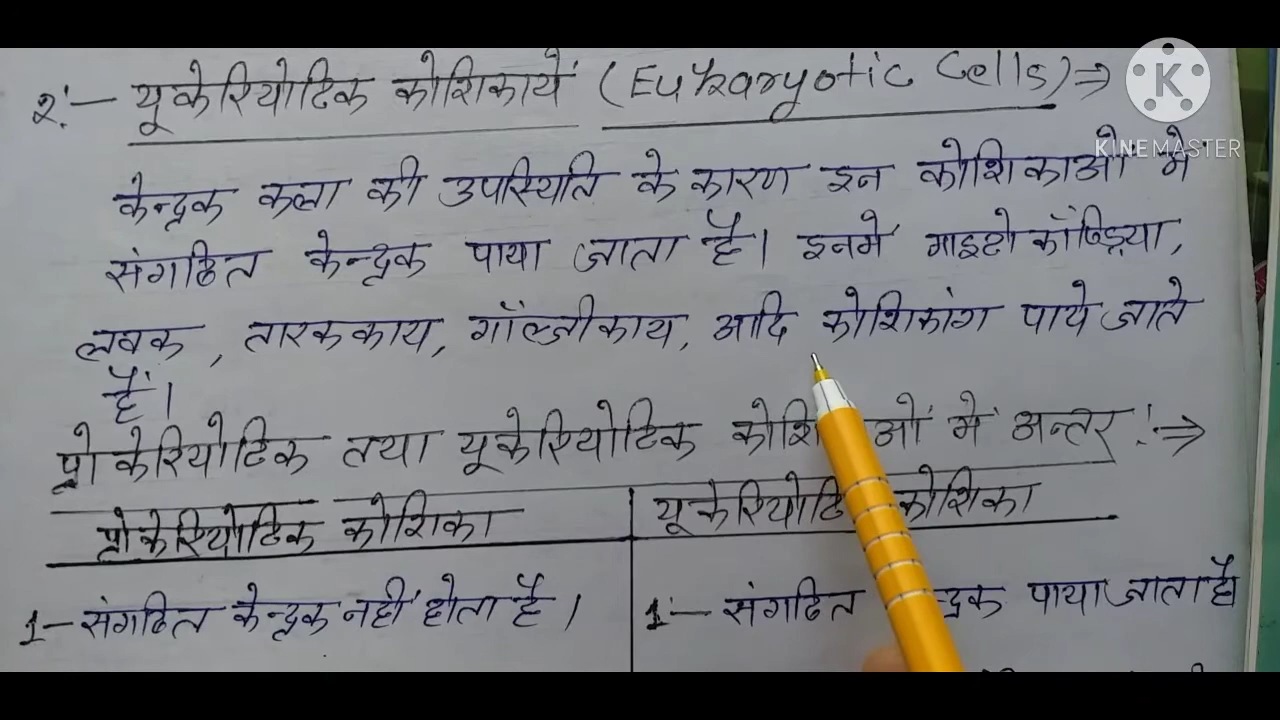 २:- यूकेरियोटिक कोशिकायें (Eukaryotic Cells) ⇒
केन्द्रक कला की उपस्थिति के कारण इन कोशिकाओं में
संगठित केन्द्रक पाया जाता है। इनमें माइटोकॉण्ड्रिया,
लवक, तारककाय, गॉल्जीकाय, आदि कोशिकांग पाये जाते
हैं।
प्रोकेरियोटिक तथा यूकेरियोटिक कोशिकाओं में अन्तर :⇒
प्रोकेरियोटिक कोशिका
यूकेरियोटिक कोशिका
1- संगठित केन्द्रक नहीं होता है।
1:- संगठित केन्द्रक पाया जाता है।
K
KINEMASTER